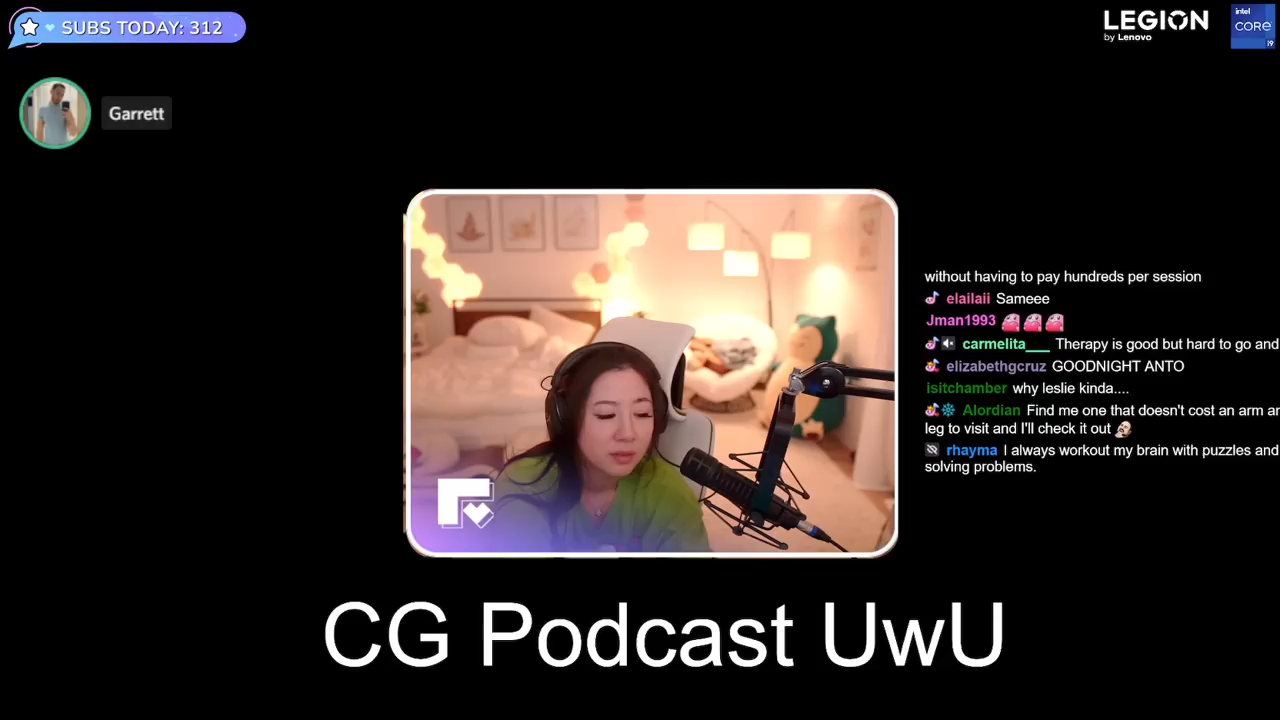 SUBS TODAY: 312
LEGION
by Lenovo
intel
CORE
i9
Garrett
without having to pay hundreds per session
elailaii Sameee
Jman1993
carmelita___ Therapy is good but hard to go and
elizabethgcruz GOODNIGHT ANTO
isitchamber why leslie kinda....
Alordian Find me one that doesn't cost an arm an
leg to visit and I'll check it out
rhayma I always workout my brain with puzzles and
solving problems.
CG Podcast UwU